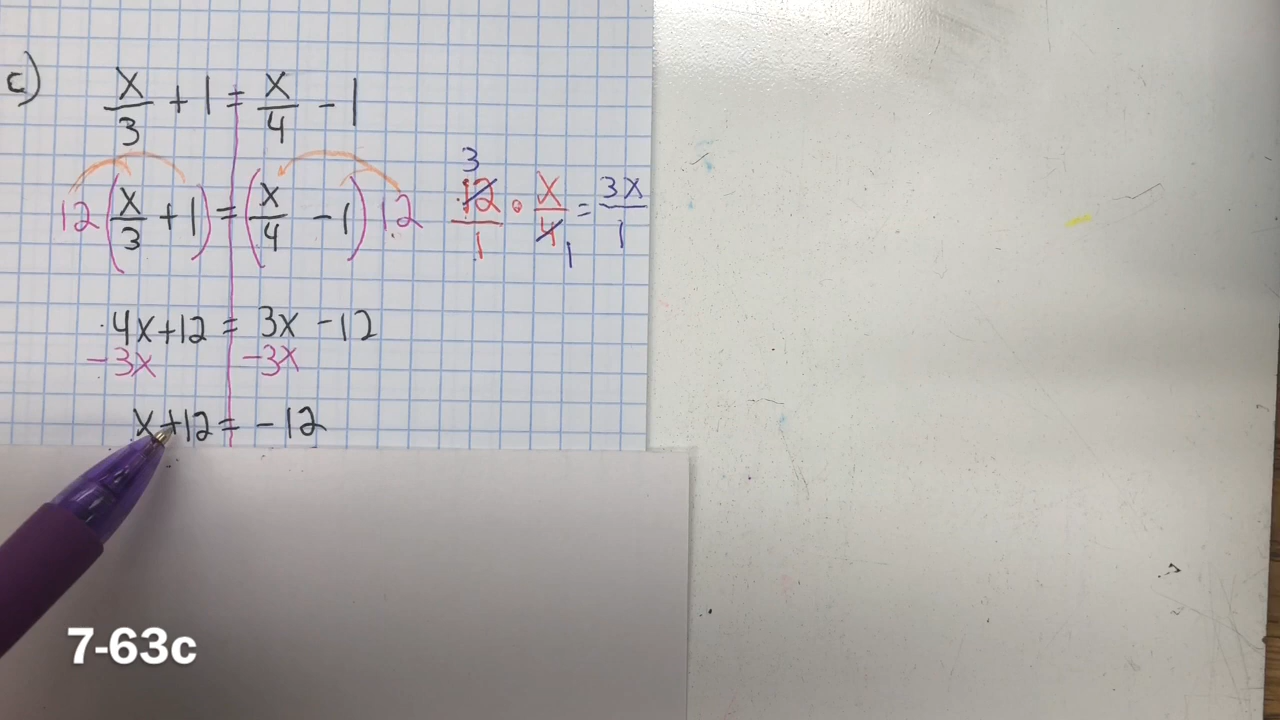 c) x/3 + 1 = x/4 - 1
12(x/3 + 1) = (x/4 - 1)12
3
12/1 • x/4 = 3x/1
1
4x+12 = 3x -12
-3x -3x
x+12 = -12
7-63c